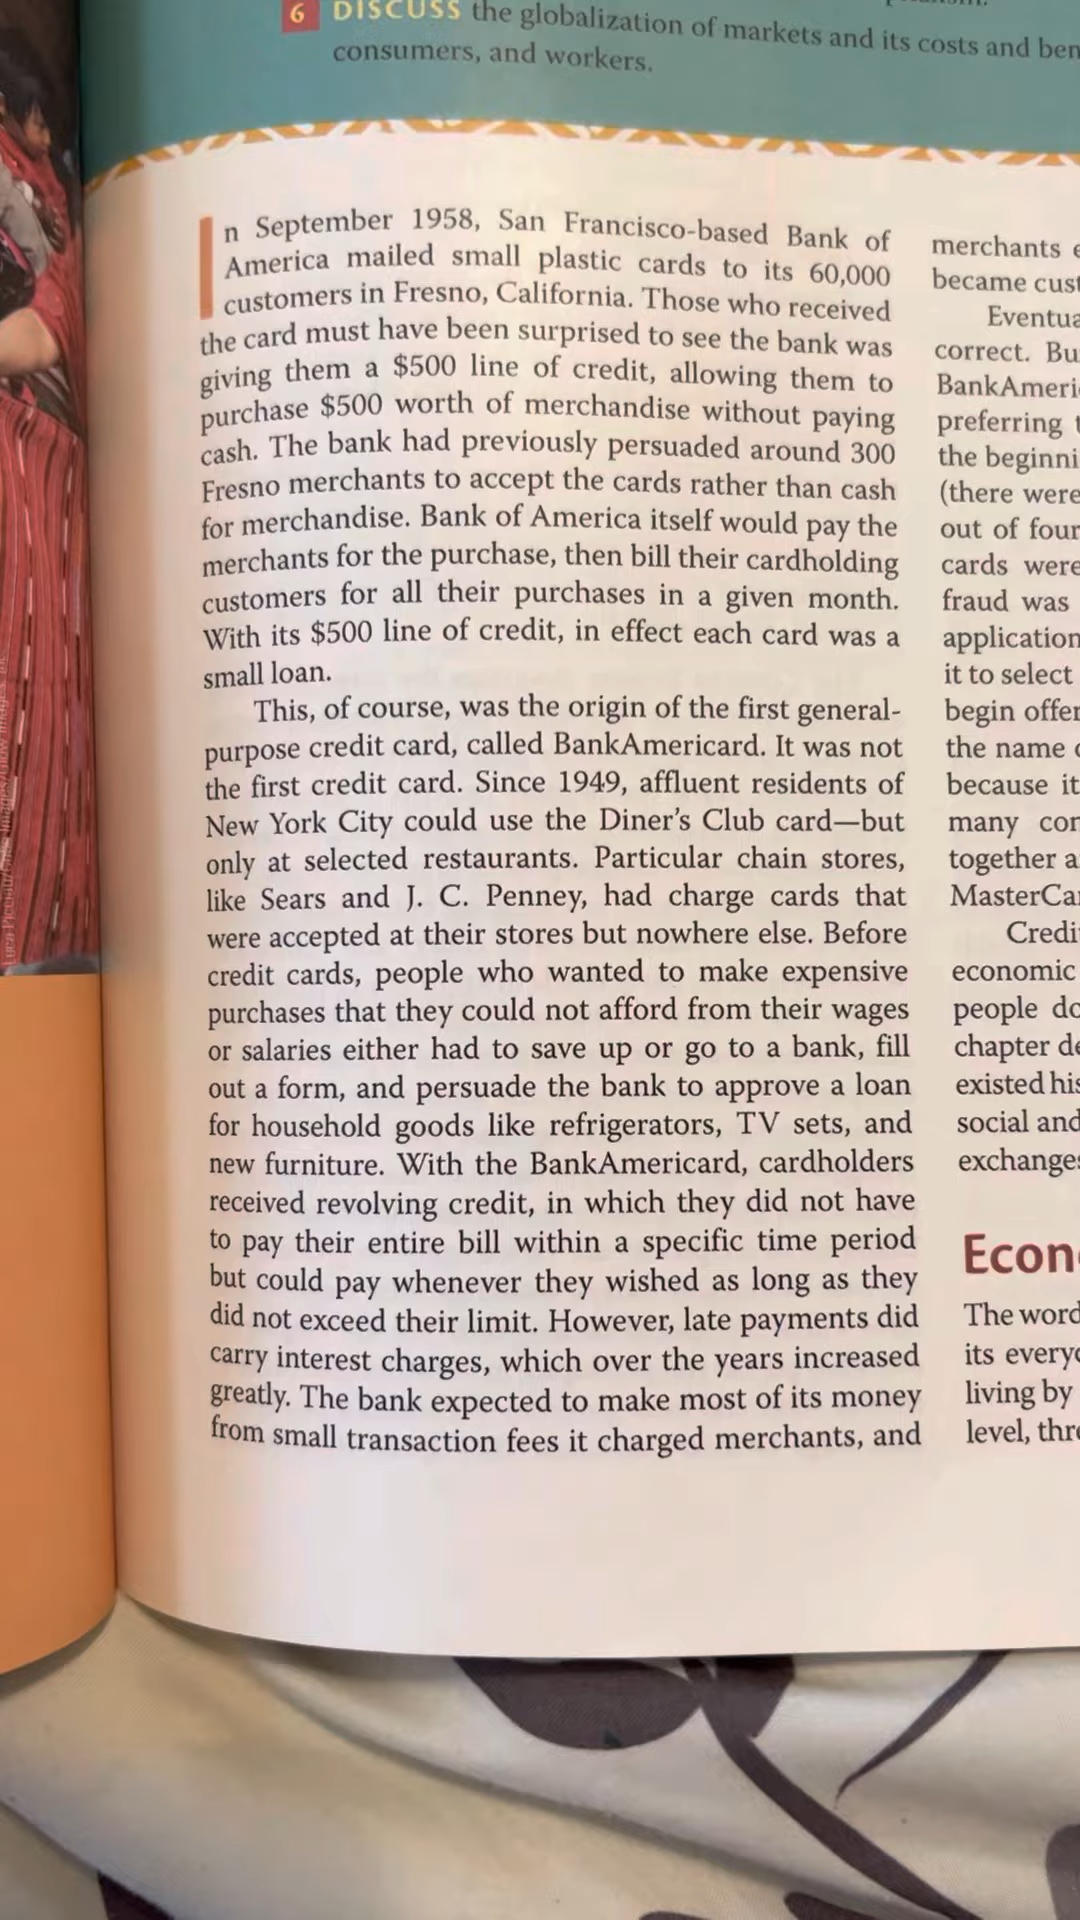 6 DISCUSS the globalization of markets and its costs and
consumers, and workers.
In September 1958, San Francisco-based Bank of
America mailed small plastic cards to its 60,000
customers in Fresno, California. Those who received
the card must have been surprised to see the bank was
giving them a $500 line of credit, allowing them to
purchase $500 worth of merchandise without paying
cash. The bank had previously persuaded around 300
Fresno merchants to accept the cards rather than cash
for merchandise. Bank of America itself would pay the
merchants for the purchase, then bill their cardholding
customers for all their purchases in a given month.
With its $500 line of credit, in effect each card was a
small loan.
This, of course, was the origin of the first general-
purpose credit card, called BankAmericard. It was not
the first credit card. Since 1949, affluent residents of
New York City could use the Diner's Club card—but
only at selected restaurants. Particular chain stores,
like Sears and J. C. Penney, had charge cards that
were accepted at their stores but nowhere else. Before
credit cards, people who wanted to make expensive
purchases that they could not afford from their wages
or salaries either had to save up or go to a bank, fill
out a form, and persuade the bank to approve a loan
for household goods like refrigerators, TV sets, and
new furniture. With the BankAmericard, cardholders
received revolving credit, in which they did not have
to pay their entire bill within a specific time period
but could pay whenever they wished as long as they
did not exceed their limit. However, late payments did
carry interest charges, which over the years increased
greatly. The bank expected to make most of its money
from small transaction fees it charged merchants, and
merchants
became
correct.
preferring
the
(there were
out of four
cards were
fraud was
application
it to select
begin
the name
because it
many
together
economic
people
chapter
existed
social and
The word
its
living by
level,